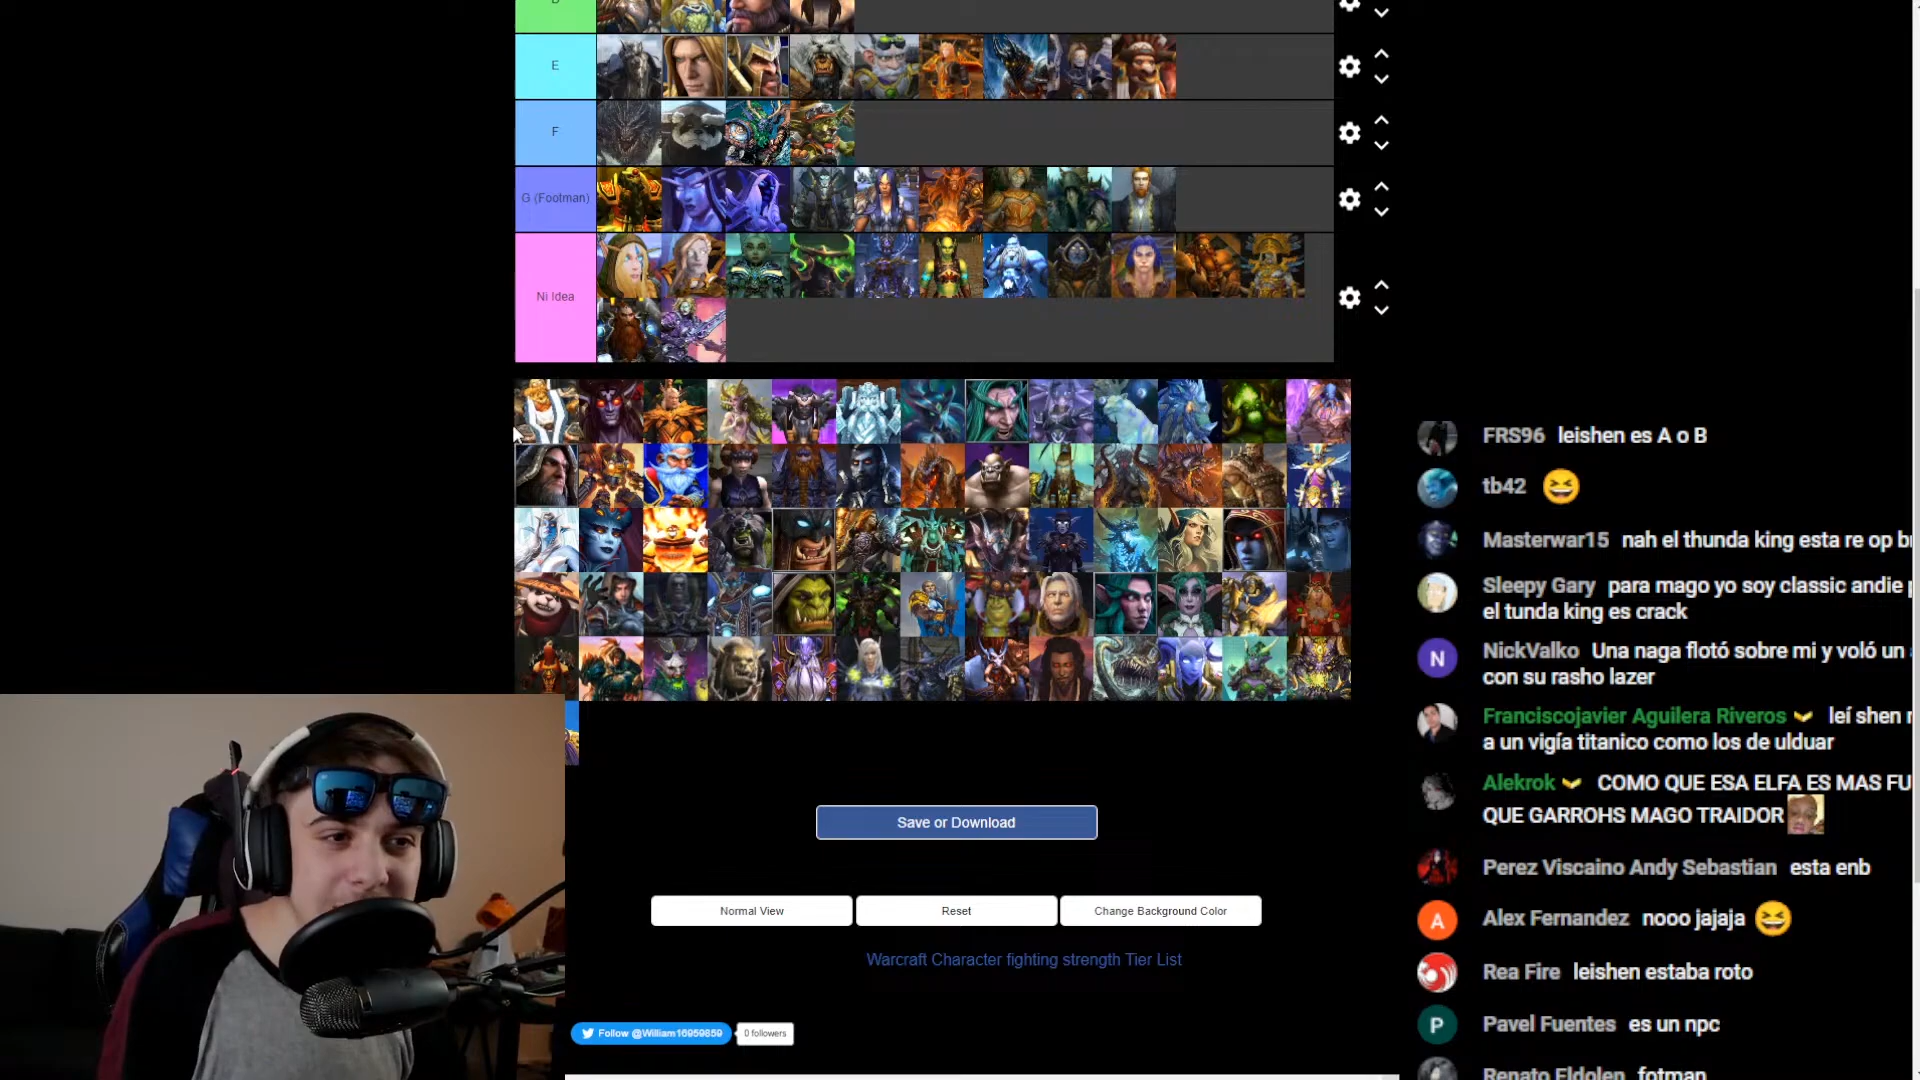 E
F
G (Footman)
Ni Idea
FRS96 leishen es A o B
tb42
Masterwar15 nah el thunda king esta re op
Sleepy Gary para mago yo soy classic andie
el tunda king es crack
N NickValko Una naga flotó sobre mi y voló un
con su rasho lazer
Franciscojavier Aguilera Riveros leí shen
a un vigía titanico como los de ulduar
Alekrok COMO QUE ESA ELFA ES MAS FU
QUE GARROHS MAGO TRAIDOR
Perez Viscaino Andy Sebastian esta enb
A Alex Fernandez nooo jajaja
Rea Fire leishen estaba roto
P Pavel Fuentes es un npc
Renato Eldolen fotman
Save or Download
Normal View Reset Change Background Color
Warcraft Character fighting strength Tier List
Follow @William16959859 0 followers